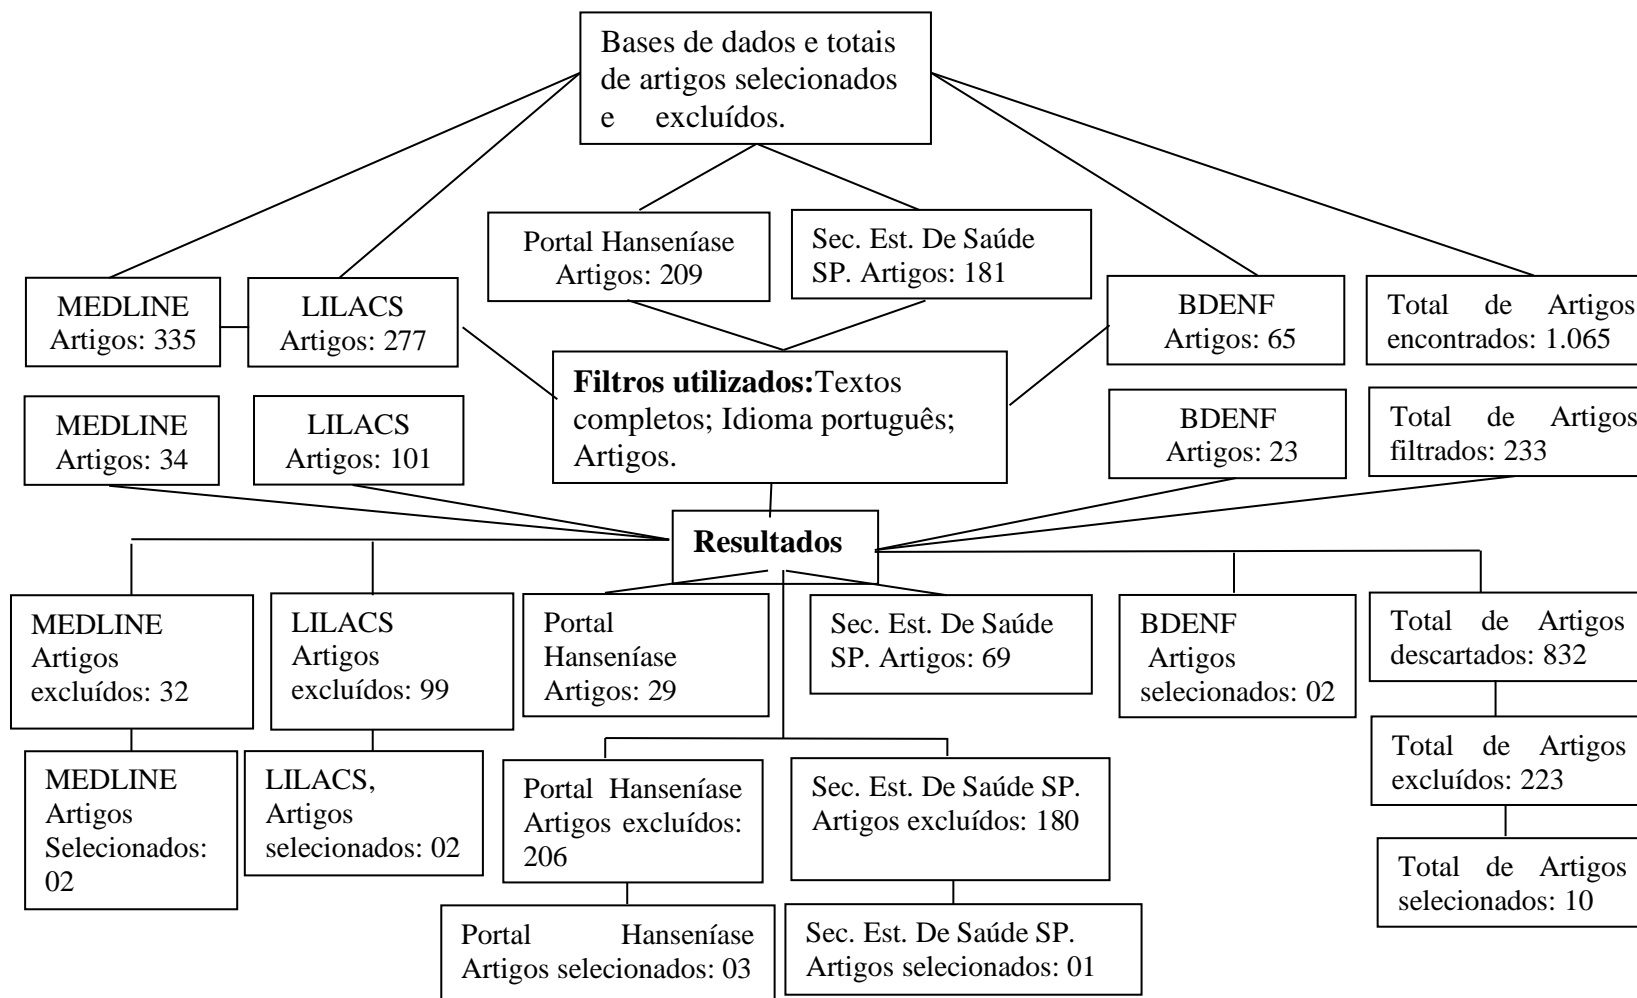 Bases de dados e totais
de artigos selecionados
e excluídos.
Portal Hanseníase
Artigos: 209
Sec. Est. De Saúde
SP. Artigos: 181
MEDLINE
Artigos: 335
LILACS
Artigos: 277
BDENF
Artigos: 65
Total de Artigos
encontrados: 1.065
Filtros utilizados:Textos
completos; Idioma português;
Artigos.
MEDLINE
Artigos: 34
LILACS
Artigos: 101
BDENF
Artigos: 23
Total de Artigos
filtrados: 233
Resultados
MEDLINE
Artigos
excluídos: 32
LILACS
Artigos
excluídos: 99
Portal
Hanseníase
Artigos: 29
Sec. Est. De Saúde
SP. Artigos: 69
BDENF
Artigos
selecionados: 02
Total de Artigos
descartados: 832
MEDLINE
Artigos
Selecionados:
02
LILACS,
Artigos
selecionados: 02
Portal Hanseníase
Artigos excluídos:
206
Sec. Est. De Saúde SP.
Artigos excluídos: 180
Total de Artigos
excluídos: 223
Portal Hanseníase
Artigos selecionados: 03
Sec. Est. De Saúde SP.
Artigos selecionados: 01
Total de Artigos
selecionados: 10